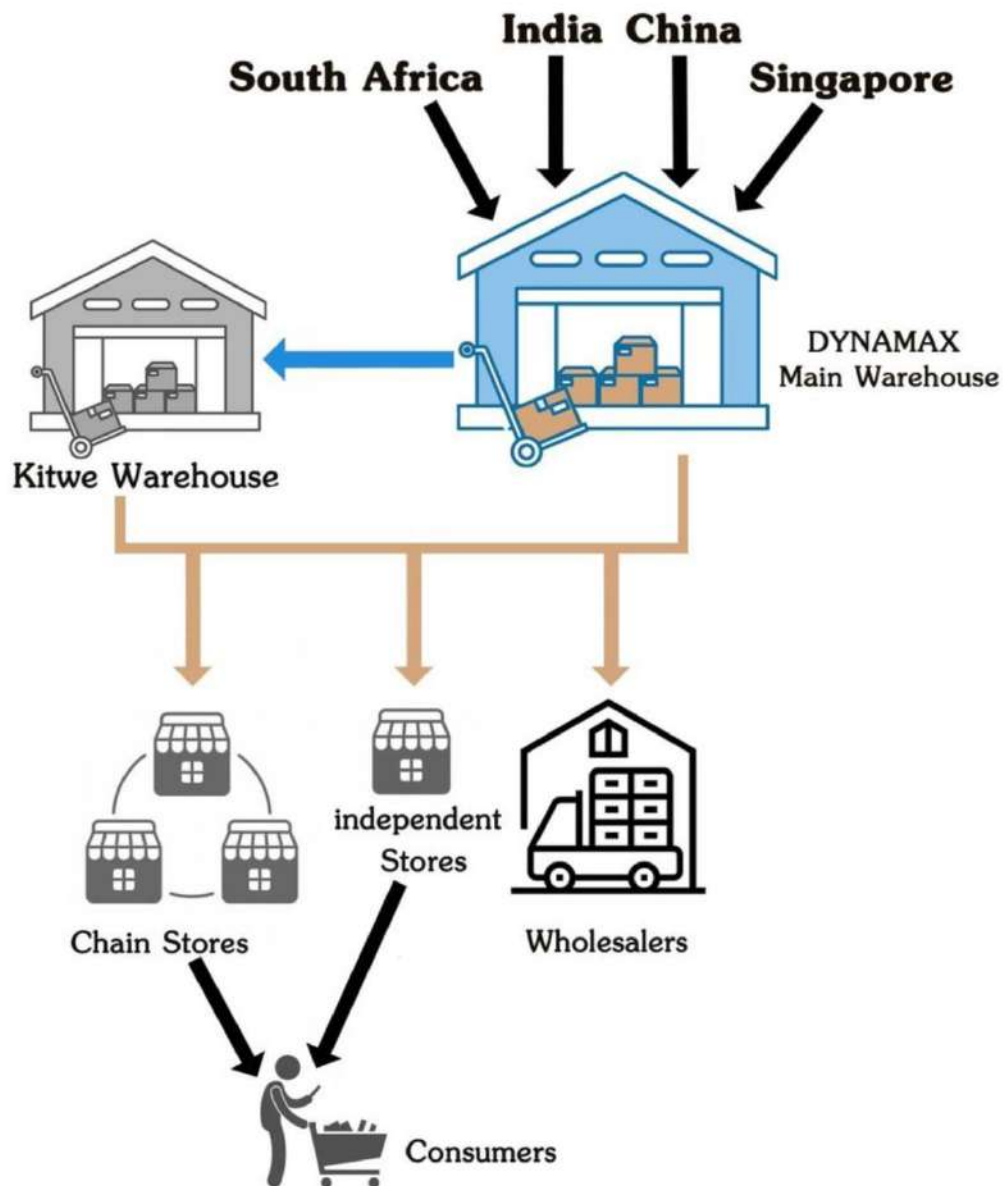 India China
South Africa
Singapore
DYNAMAX
Main Warehouse
Kitwe Warehouse
independent
Stores
Chain Stores
Wholesalers
Consumers